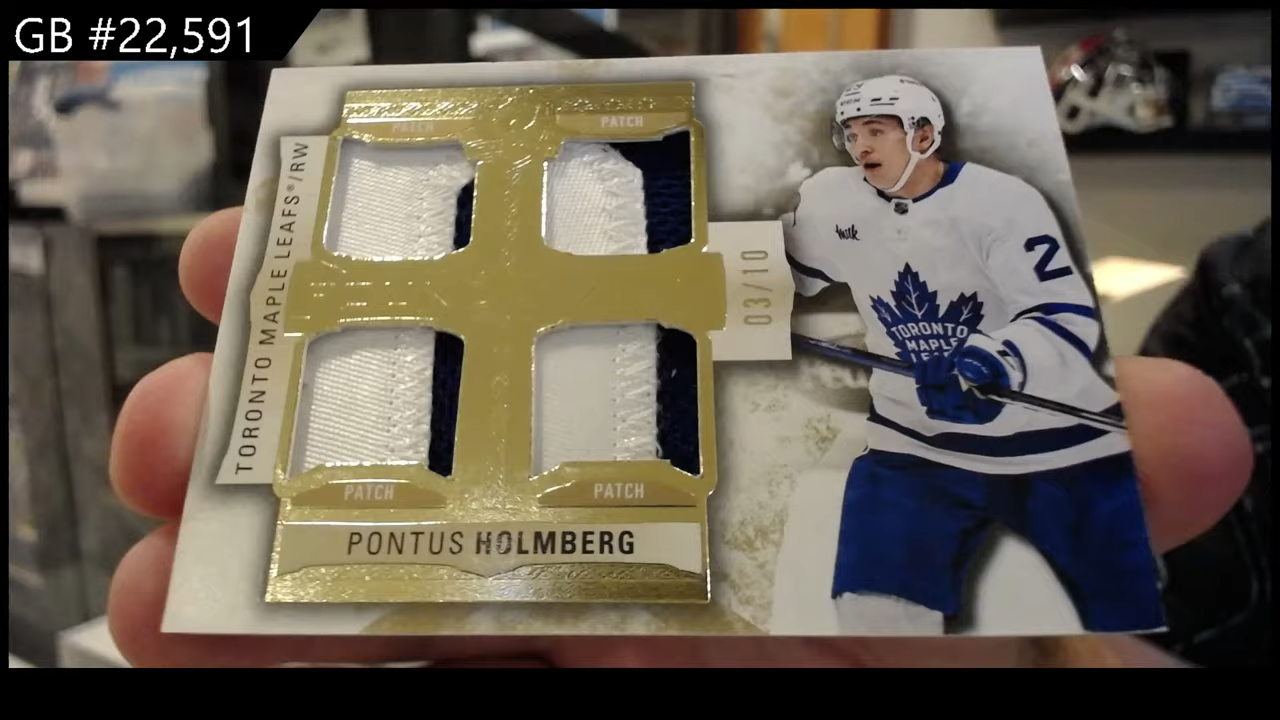 GB #22,591
PATCH
PATCH
TORONTO MAPLE LEAFS®/RW
03/10
milk
2
TORONTO
MAPLE
LEAFS
PATCH
PATCH
PONTUS HOLMBERG